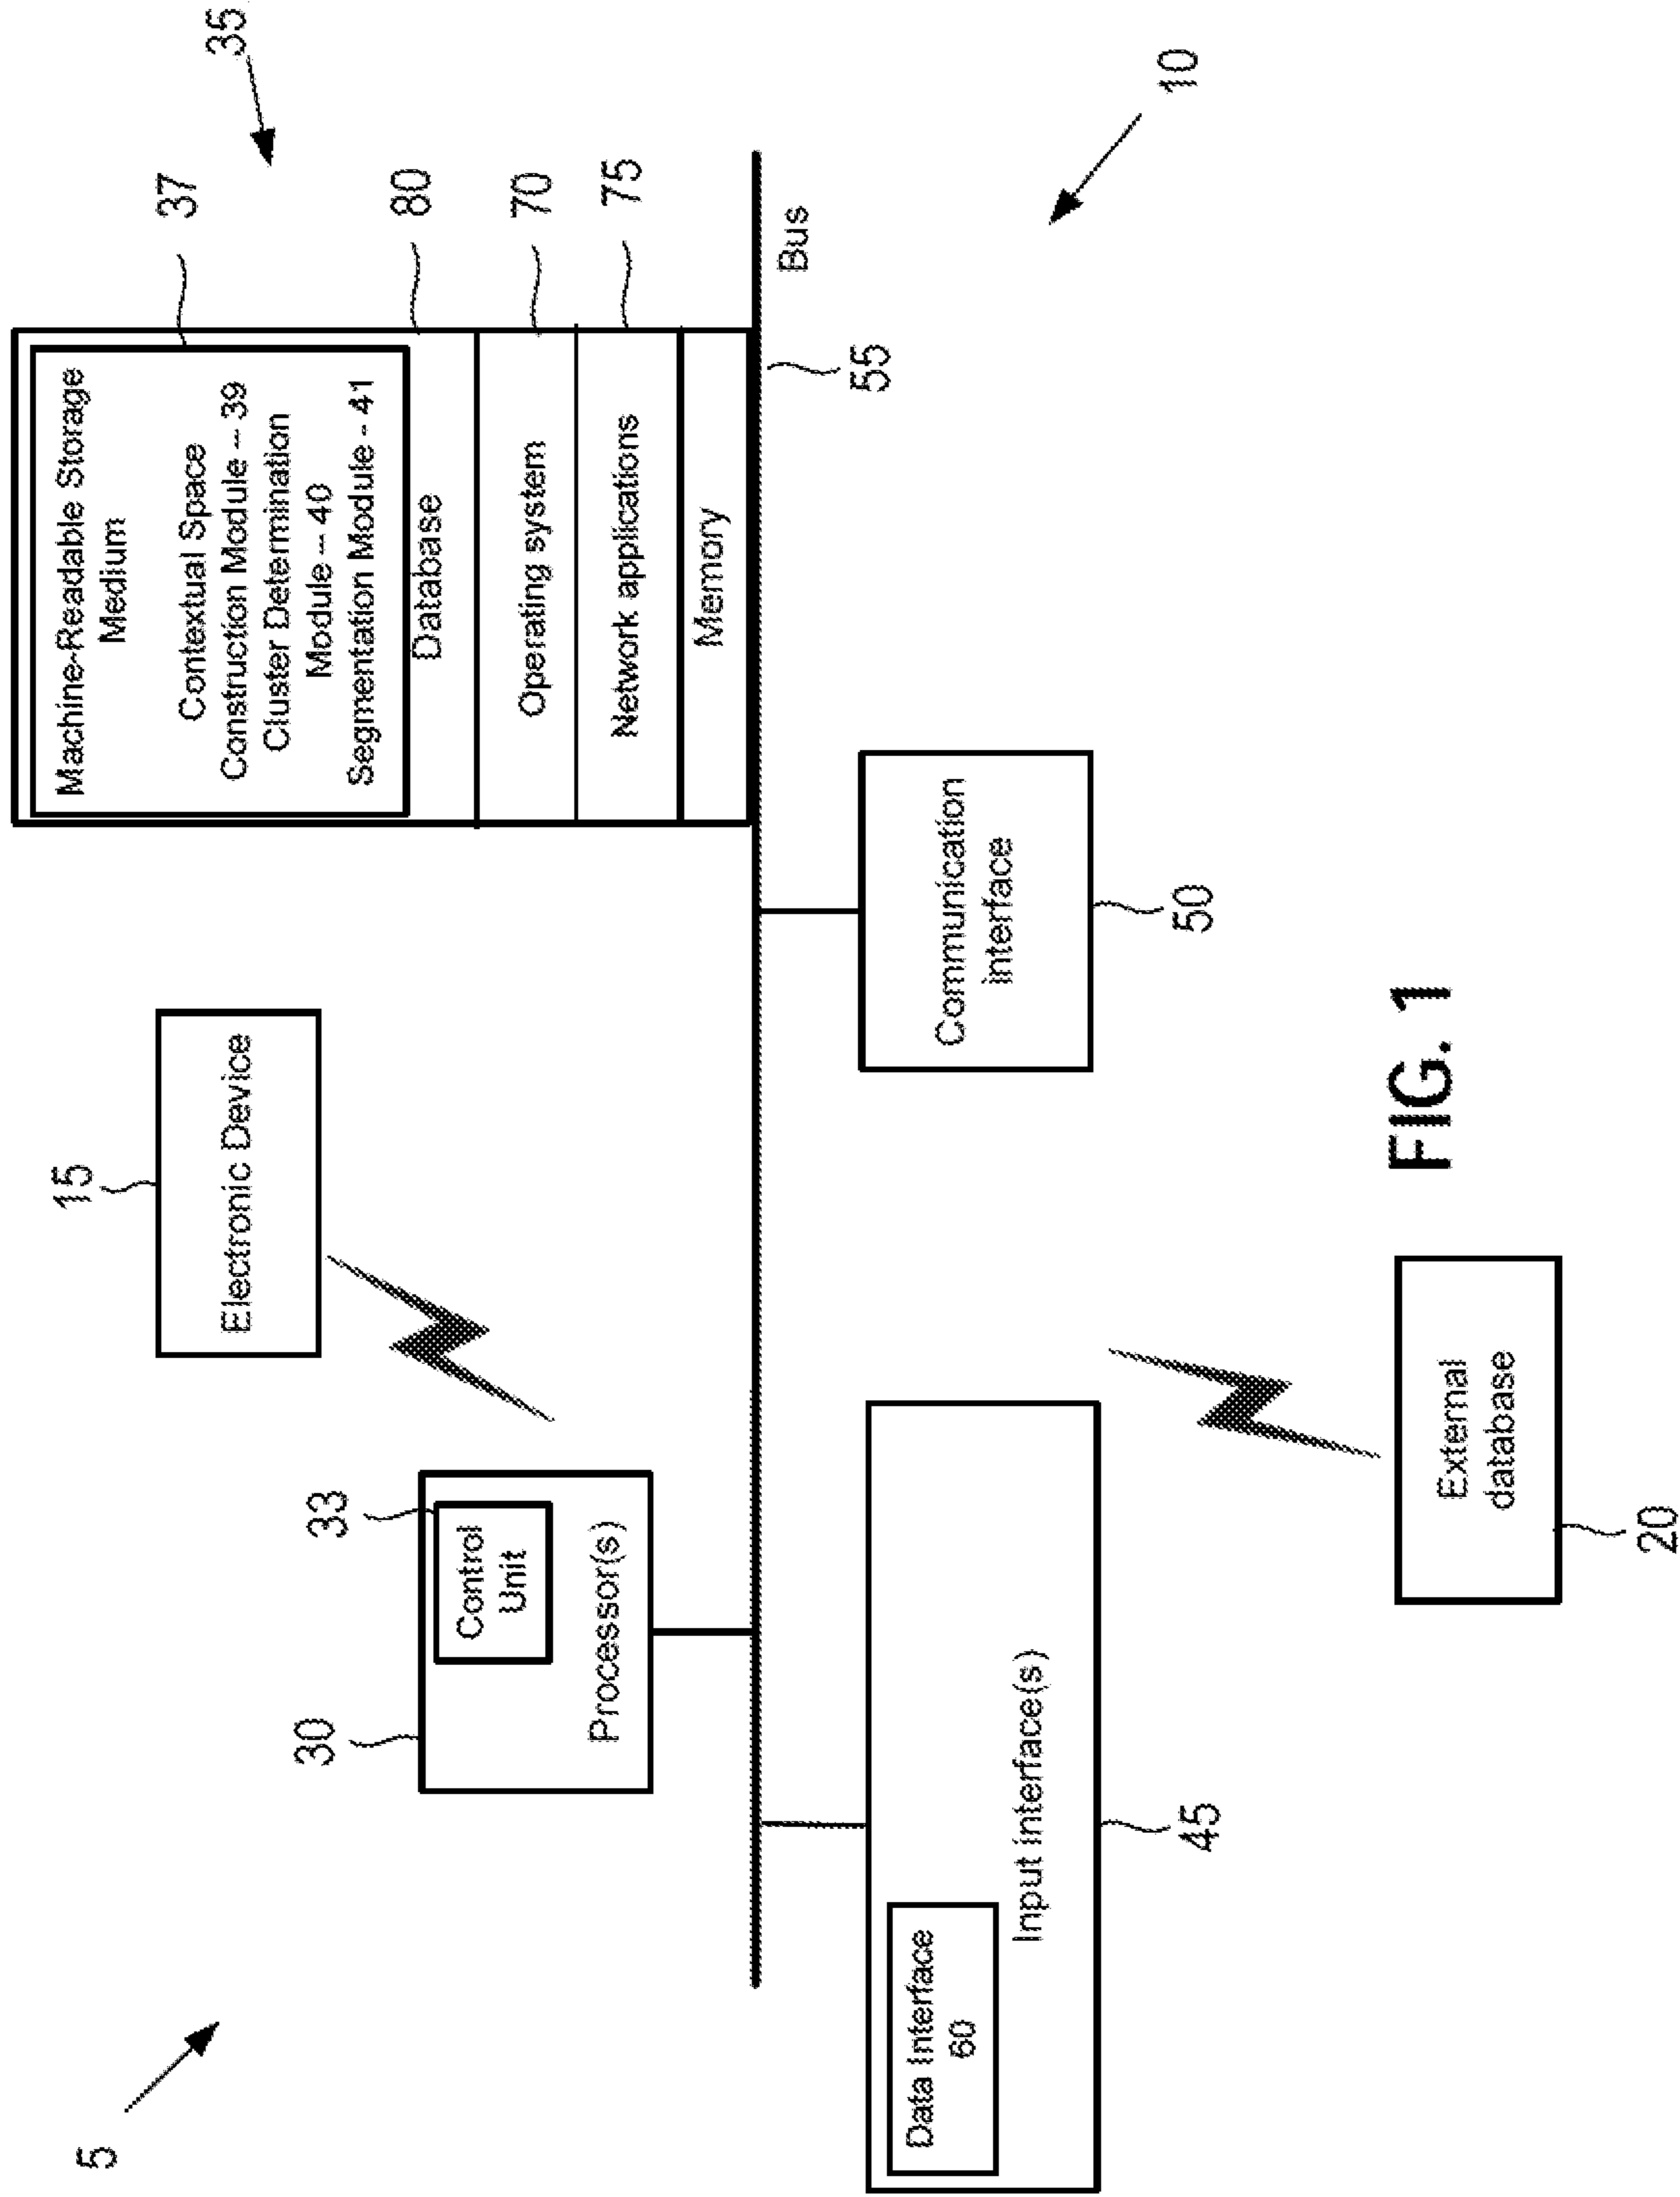 5
15
Electronic Device
35
37
Machine-Readable Storage
Medium
Contextual Space
Construction Module – 39
Cluster Determination
Module – 40
Segmentation Module - 41
80
Database
70
Operating system
75
Network applications
Memory
30
33
Control
Unit
Processor(s)
Bus
55
10
Data Interface
60
Input interface(s)
45
Communication
interface
50
External
database
20
FIG. 1